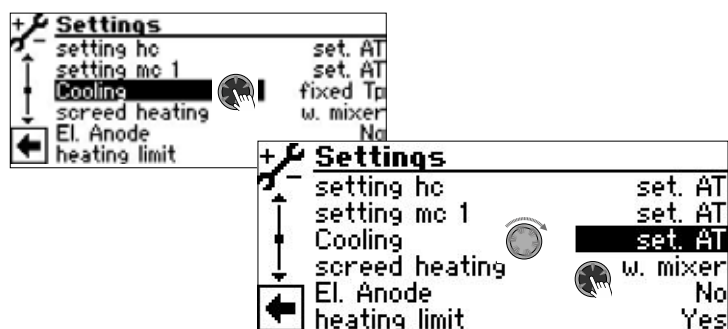 Settings
setting hc set. AT
setting mc 1 set. AT
Cooling fixed Tp
screed heating w. mixer
El. Anode No
heating limit
Settings
setting hc set. AT
setting mc 1 set. AT
Cooling set. AT
screed heating w. mixer
El. Anode No
heating limit Yes